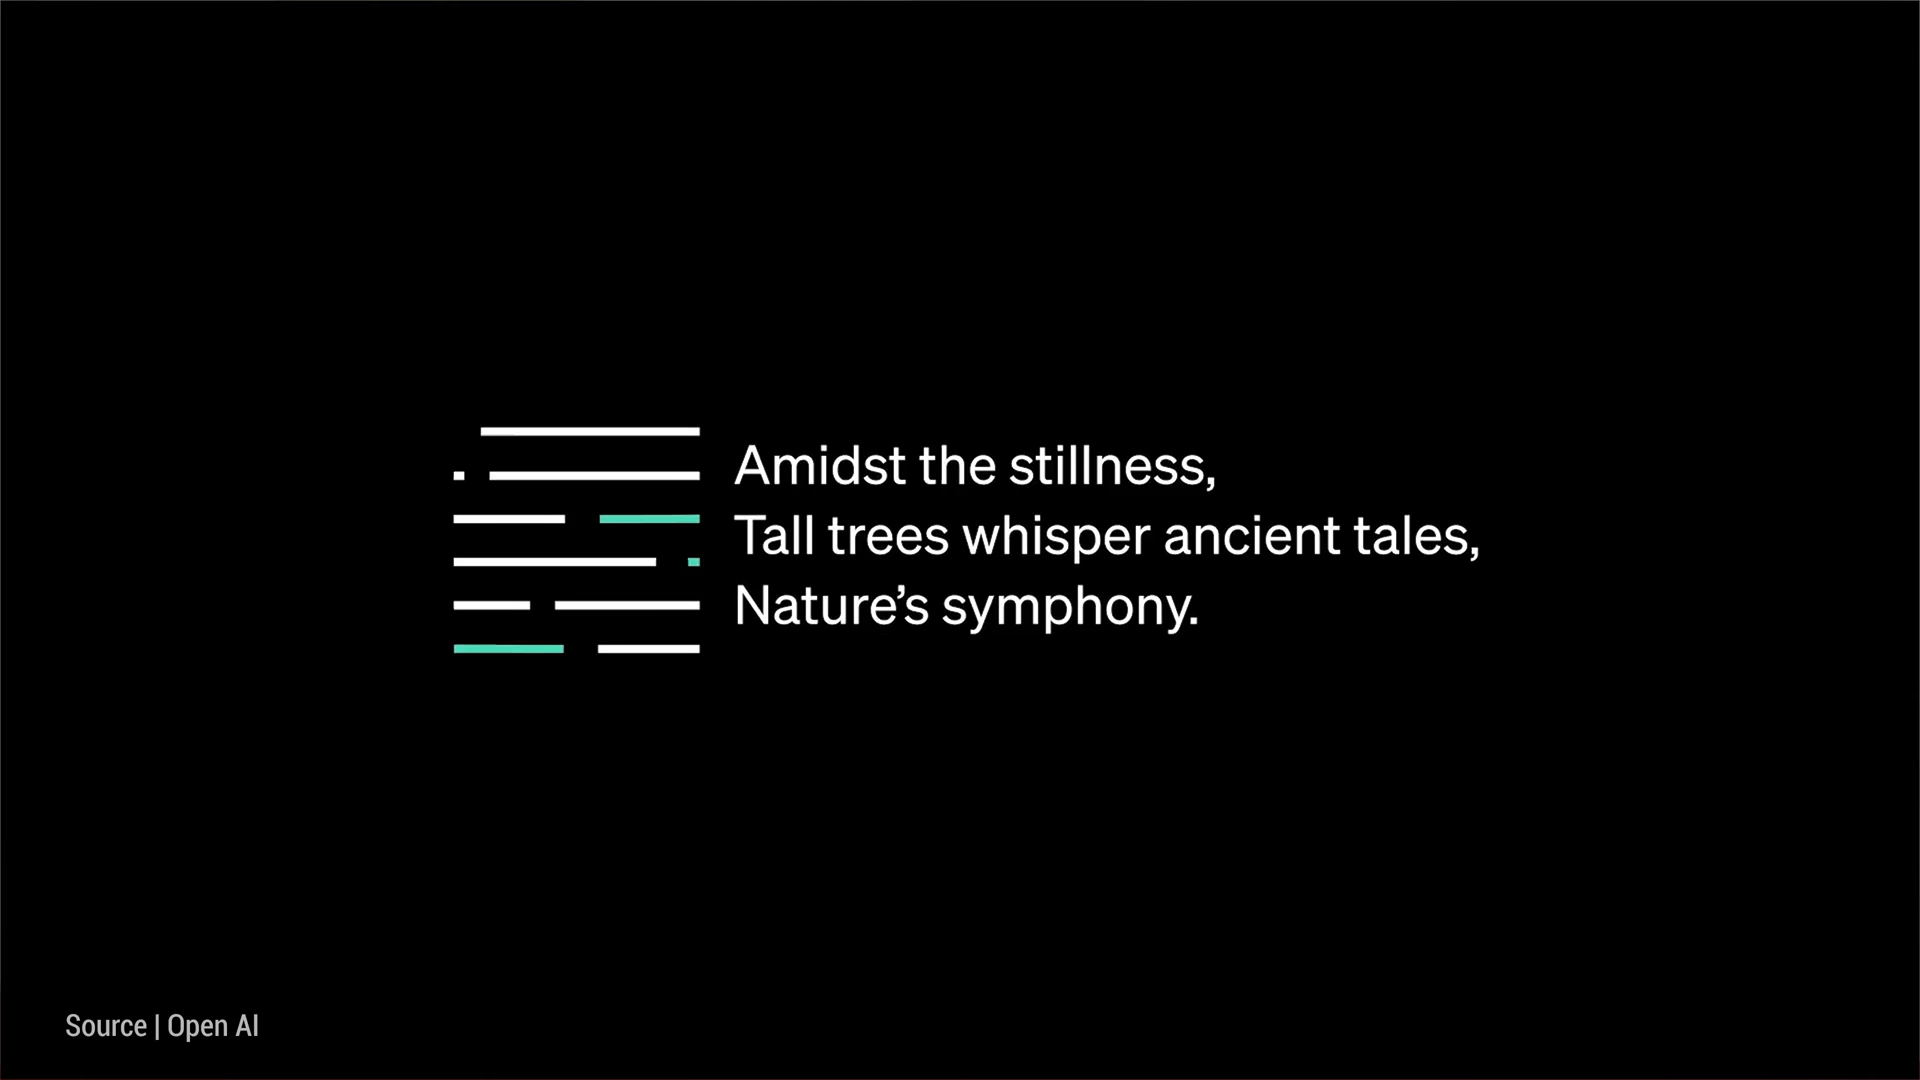 Amidst the stillness,
Tall trees whisper ancient tales,
Nature’s symphony.
Source | Open AI